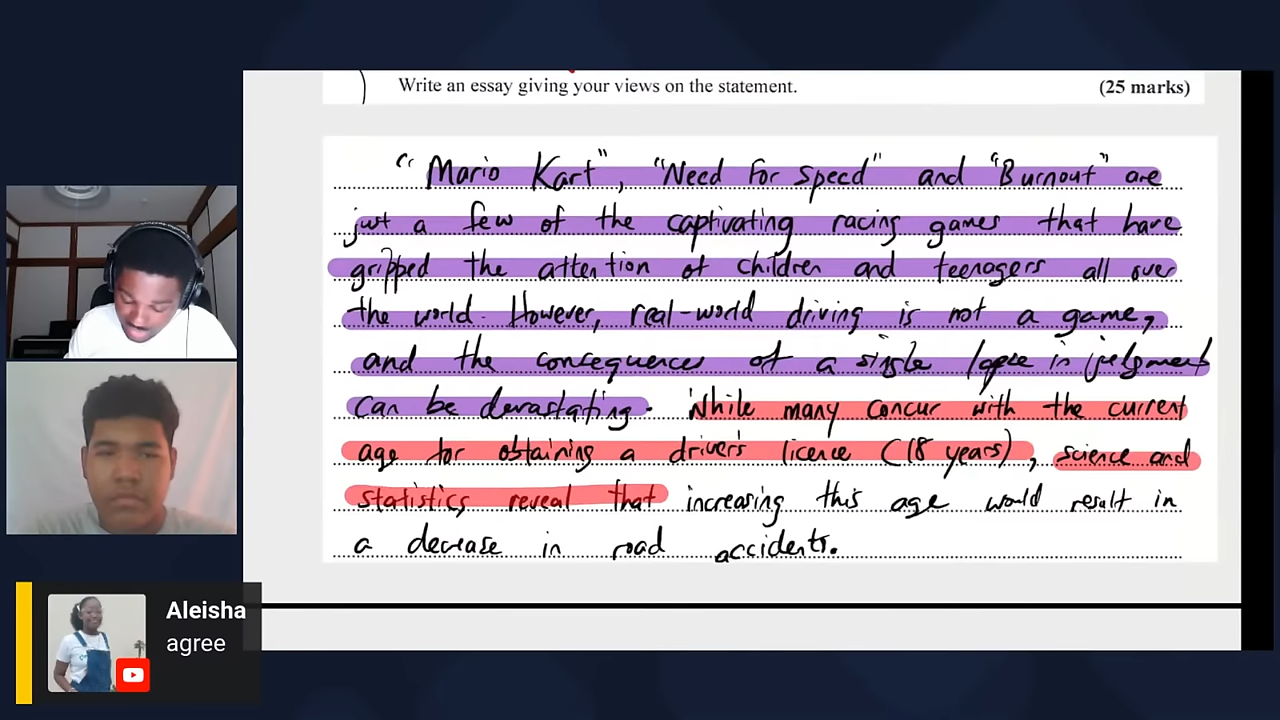 Write an essay giving your views on the statement.
(25 marks)
"Mario Kart", "Need For Speed" and "Burnout" are
just a few of the captivating racing games that have
gripped the attention of children and teenagers all over
the world. However, real-world driving is not a game,
and the consequences of a single lapse in judgment
can be devastating. While many concur with the current
age for obtaining a driver's licence (18 years), science and
statistics reveal that increasing this age would result in
a decrease in road accidents.
Aleisha
agree